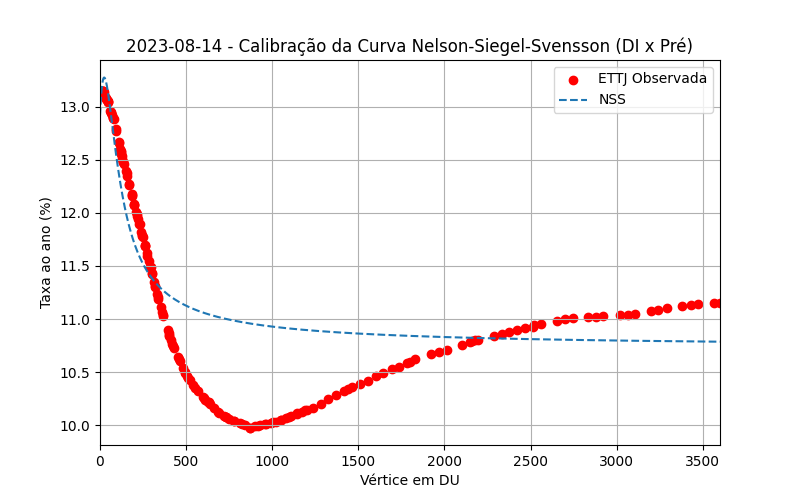 2023-08-14 - Calibração da Curva Nelson-Siegel-Svensson (DI x Pré)
ETTJ Observada
NSS
Taxa ao ano (%)
13.0
12.5
12.0
11.5
11.0
10.5
10.0
0 500 1000 1500 2000 2500 3000 3500
Vértice em DU